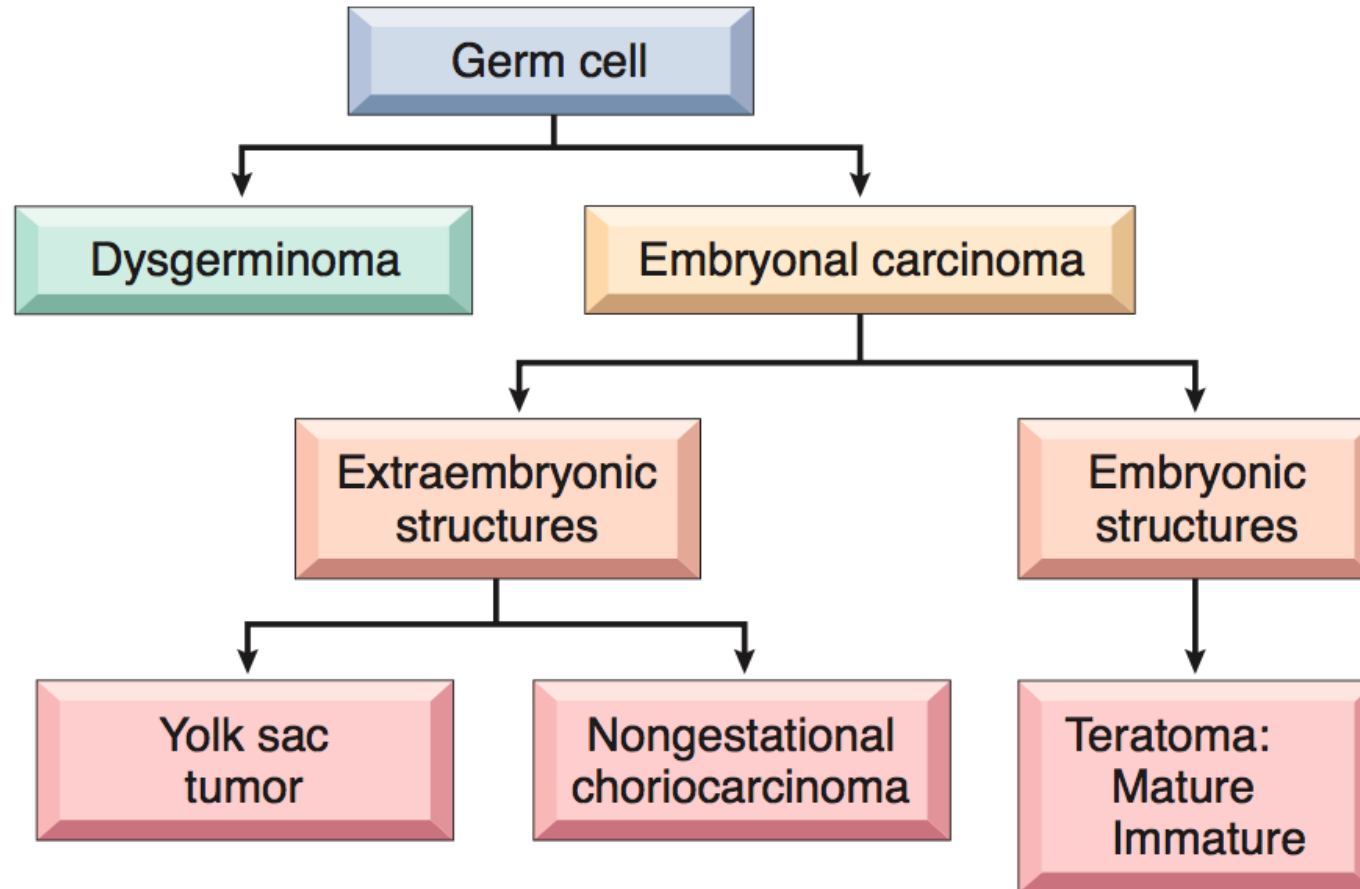 Germ cell
Dysgerminoma
Embryonal carcinoma
Extraembryonic
structures
Embryonic
structures
Yolk sac
tumor
Nongestational
choriocarcinoma
Teratoma:
Mature
Immature